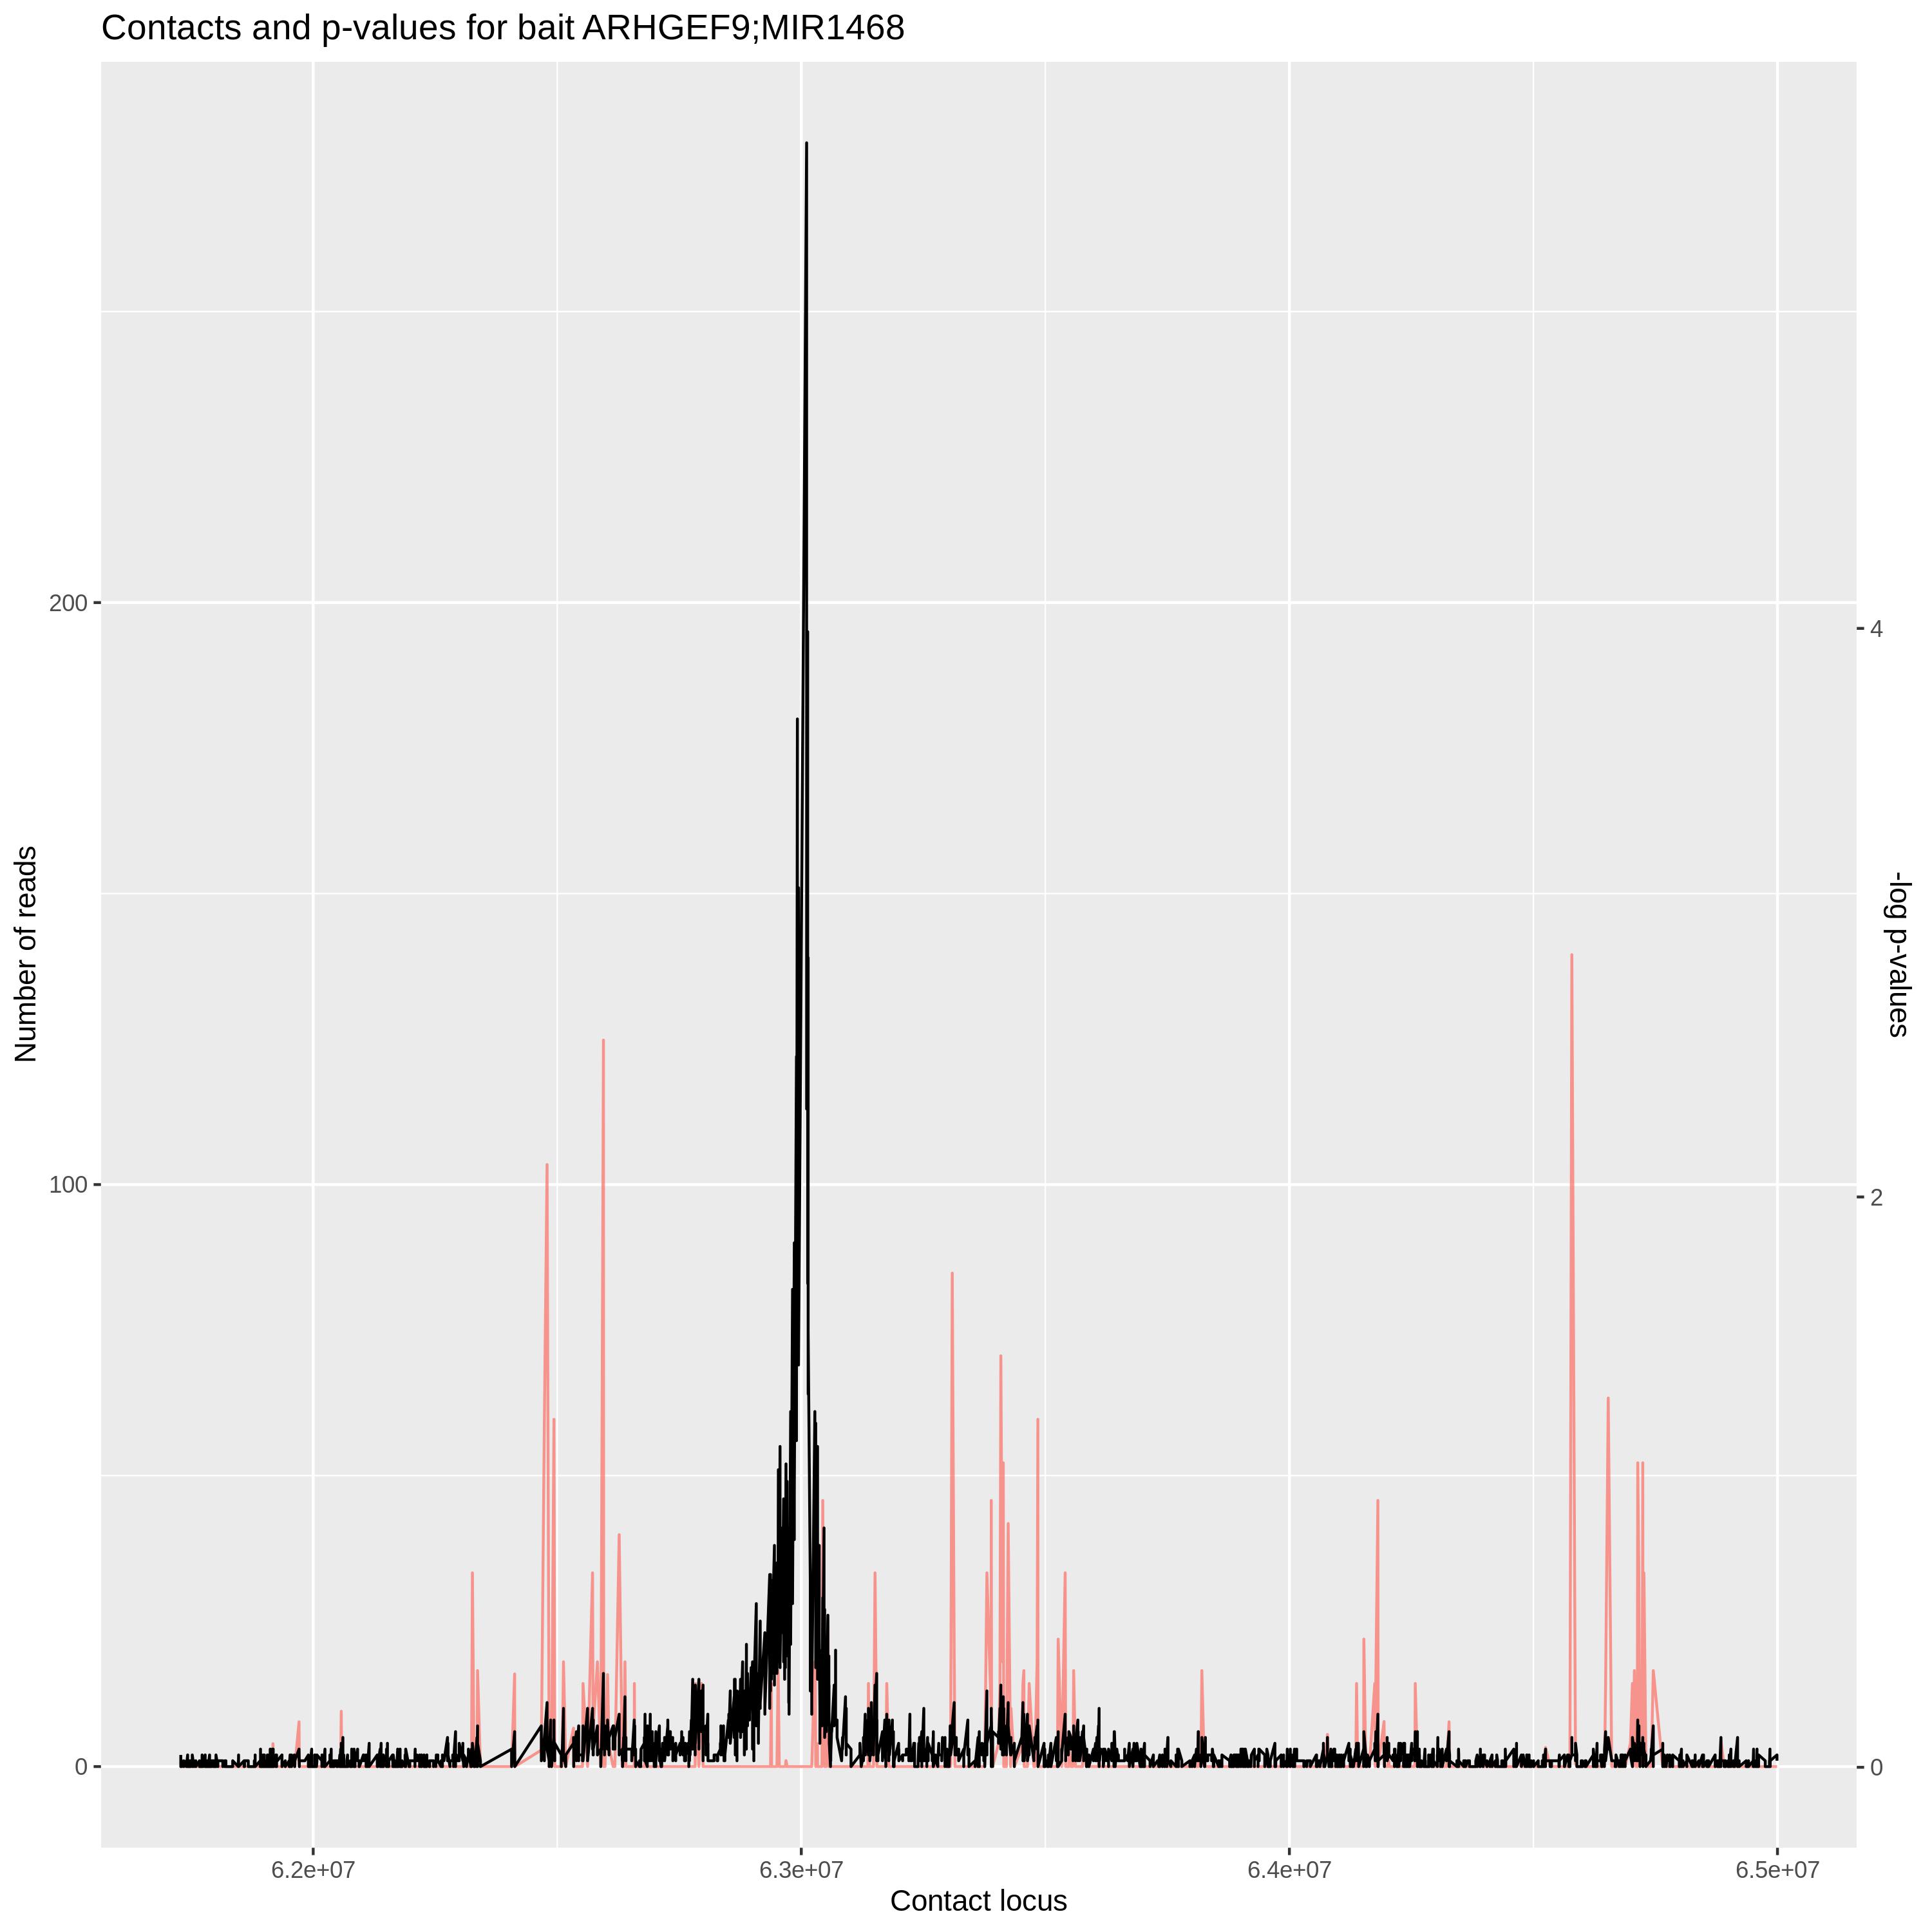 Contacts and p-values for bait ARHGEF9;MIR1468
Number of reads
200
100
0
4
2
0
-log p-values
6.2e+07
6.3e+07
6.4e+07
6.5e+07
Contact locus